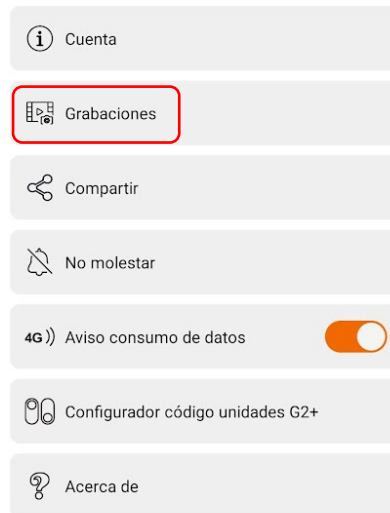 Cuenta
Grabaciones
Compartir
No molestar
4G Aviso consumo de datos
Configurador código unidades G2+
Acerca de